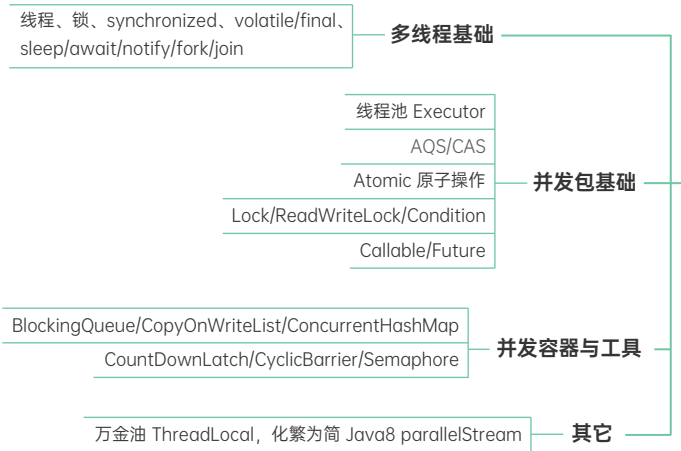 线程、锁、synchronized、volatile/final、
sleep/await/notify/fork/join
多线程基础
线程池 Executor
AQS/CAS
Atomic 原子操作
Lock/ReadWriteLock/Condition
Callable/Future
并发包基础
BlockingQueue/CopyOnWriteList/ConcurrentHashMap
CountDownLatch/CyclicBarrier/Semaphore
并发容器与工具
万金油 ThreadLocal，化繁为简 Java8 parallelStream
其它